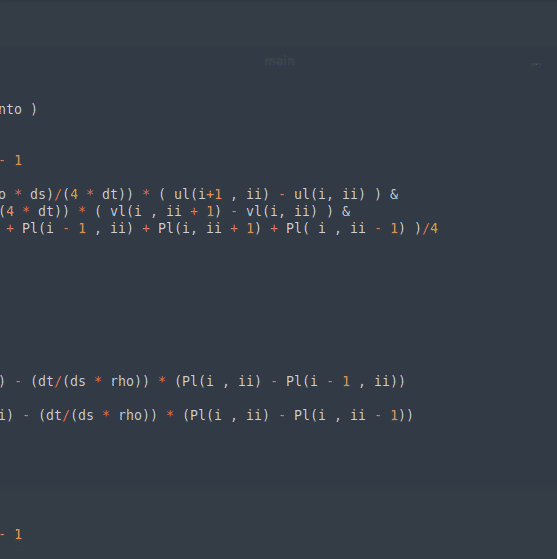 main
nto )
- 1
o * ds)/(4 * dt)) * ( ul(i+1 , ii) - ul(i, ii) ) &
(4 * dt)) * ( vl(i , ii + 1) - vl(i, ii) ) &
+ Pl(i - 1 , ii) + Pl(i, ii + 1) + Pl( i , ii - 1) )/4
) - (dt/(ds * rho)) * (Pl(i , ii) - Pl(i - 1 , ii))
i) - (dt/(ds * rho)) * (Pl(i , ii) - Pl(i , ii - 1))
- 1